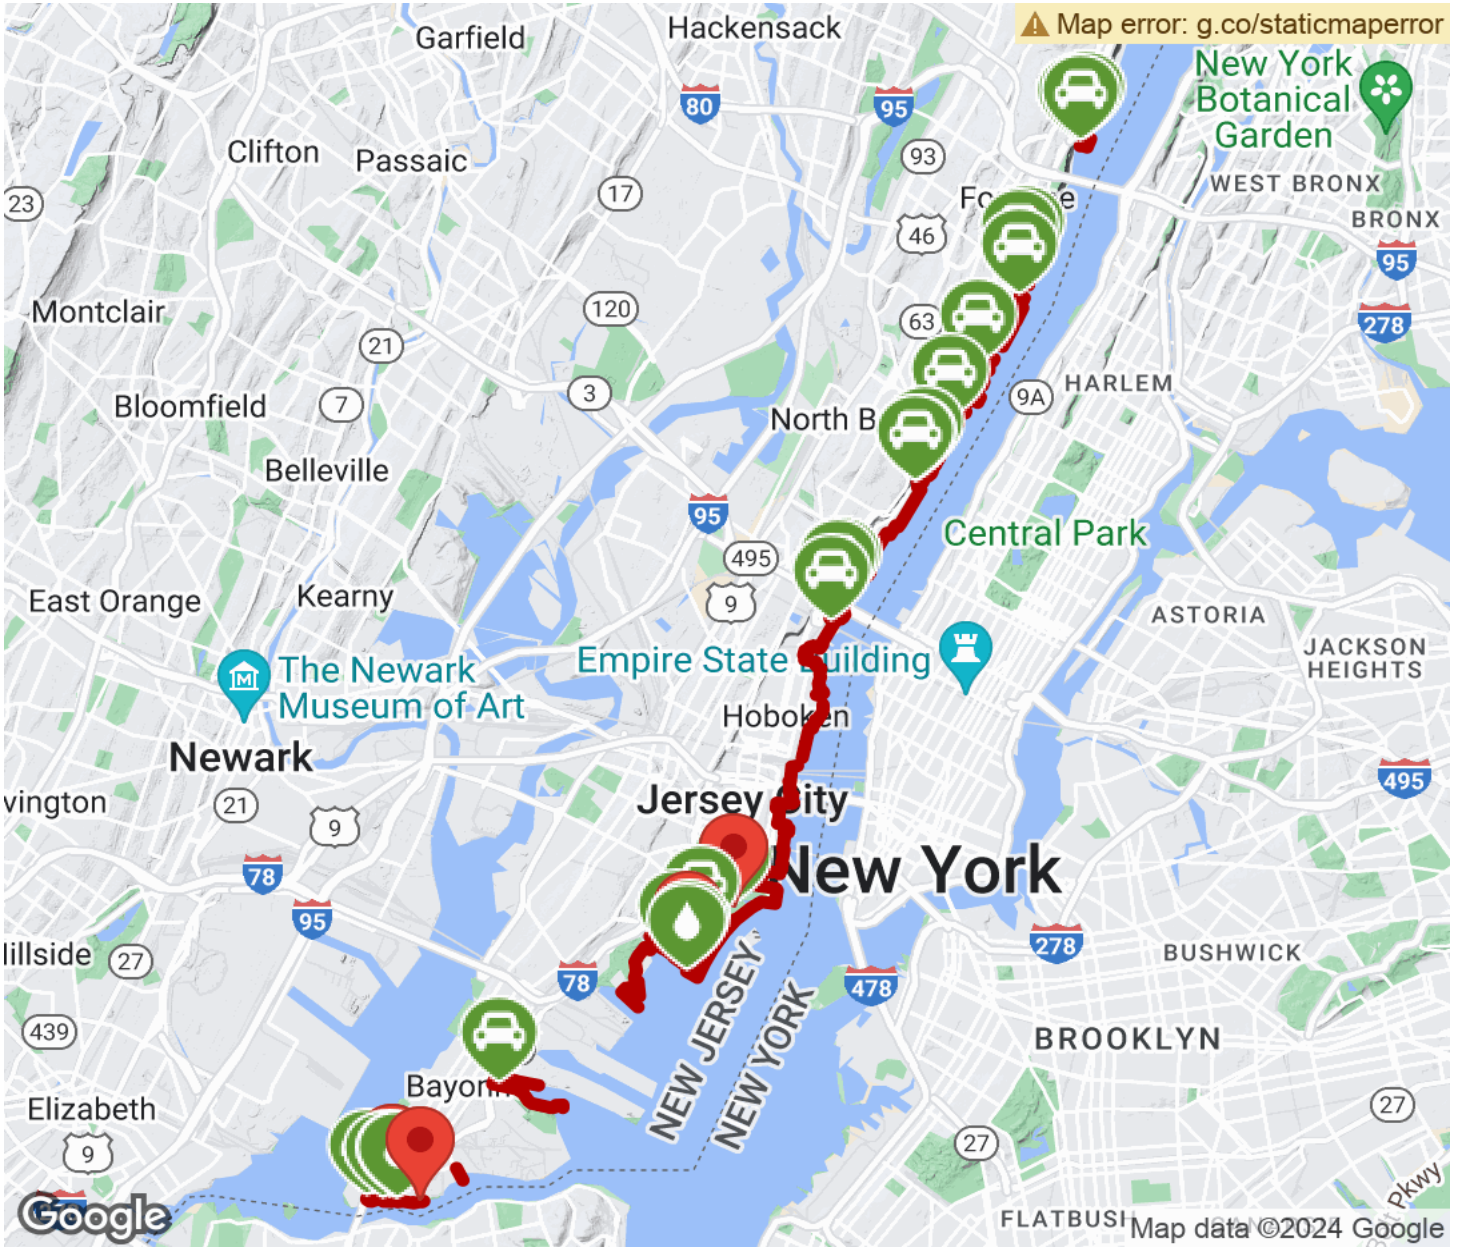 Map error: g.co/staticmaperror
Garfield
Hackensack
New York
Botanical
Garden
80
95
Clifton
Passaic
93
17
23
WEST BRONX
BRONX
46
95
Montclair
120
63
278
21
3
HARLEM
9A
Bloomfield
7
North B
Belleville
95
Central Park
495
9
East Orange
Kearny
ASTORIA
JACKSON
HEIGHTS
Empire State Building
The Newark
Museum of Art
Hoboken
Newark
495
vington
21
9
Jersey City
New York
78
95
278
BUSHWICK
illside
27
78
478
NEW JERSEY
NEW YORK
439
BROOKLYN
Bayonn
Elizabeth
9
27
27
Pkwy
Google
FLATBUSH
Map data ©2024 Google